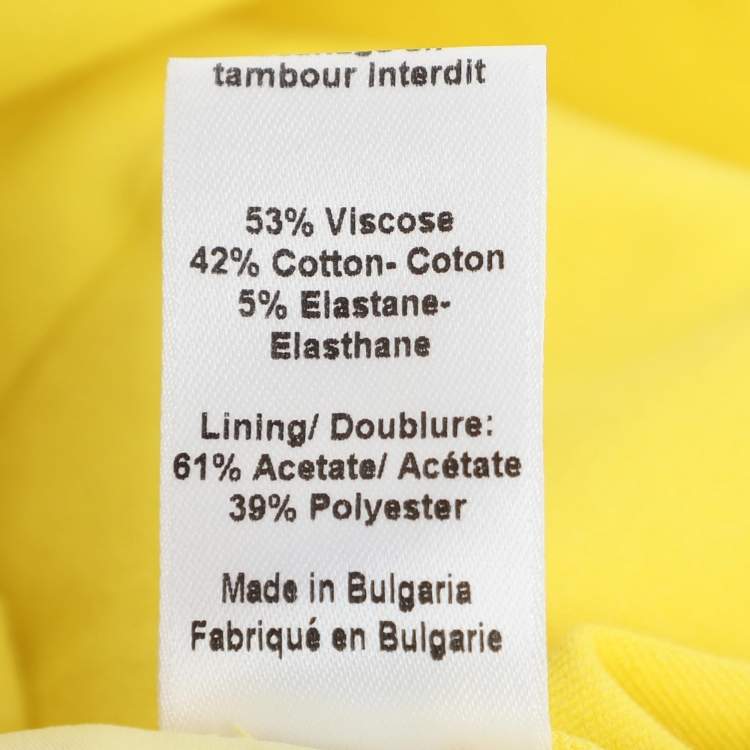 tambour interdit
53% Viscose
42% Cotton- Coton
5% Elastane-
Elasthane
Lining/ Doublure:
61% Acetate/ Acétate
39% Polyester
Made in Bulgaria
Fabriqué en Bulgarie